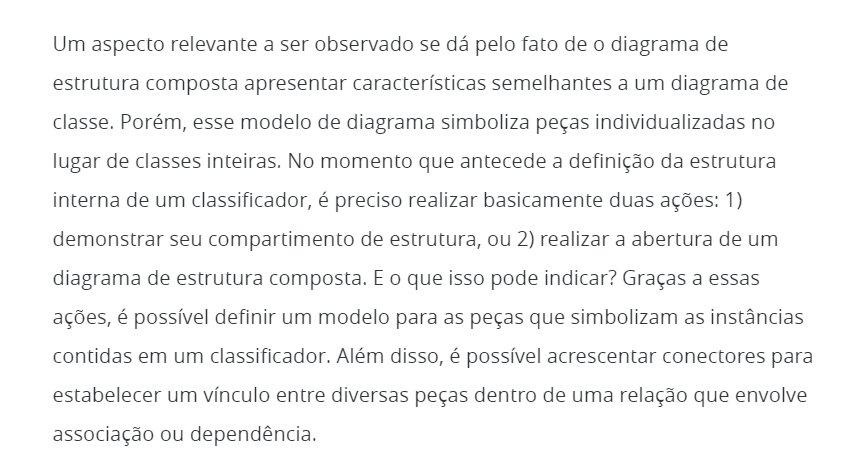 Um aspecto relevante a ser observado se dá pelo fato de o diagrama de
estrutura composta apresentar características semelhantes a um diagrama de
classe. Porém, esse modelo de diagrama simboliza peças individualizadas no
lugar de classes inteiras. No momento que antecede a definição da estrutura
interna de um classificador, é preciso realizar basicamente duas ações: 1)
demonstrar seu compartimento de estrutura, ou 2) realizar a abertura de um
diagrama de estrutura composta. E o que isso pode indicar? Graças a essas
ações, é possível definir um modelo para as peças que simbolizam as instâncias
contidas em um classificador. Além disso, é possível acrescentar conectores para
estabelecer um vínculo entre diversas peças dentro de uma relação que envolve
associação ou dependência.